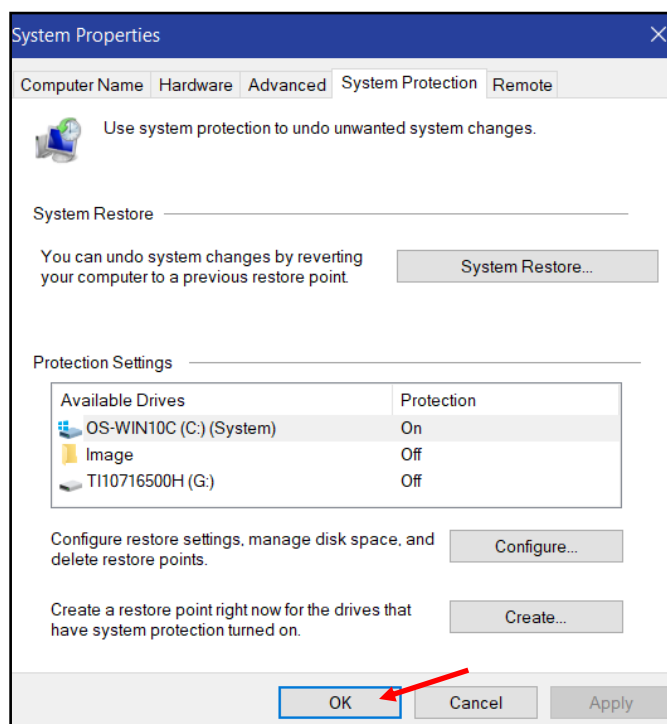 System Properties
Computer Name Hardware Advanced System Protection Remote
Use system protection to undo unwanted system changes.
System Restore
You can undo system changes by reverting
your computer to a previous restore point.
System Restore...
Protection Settings
Available Drives Protection
OS-WIN10C (C:) (System) On
Image Off
TI10716500H (G:) Off
Configure restore settings, manage disk space, and
delete restore points.
Configure...
Create a restore point right now for the drives that
have system protection turned on.
Create...
OK Cancel Apply